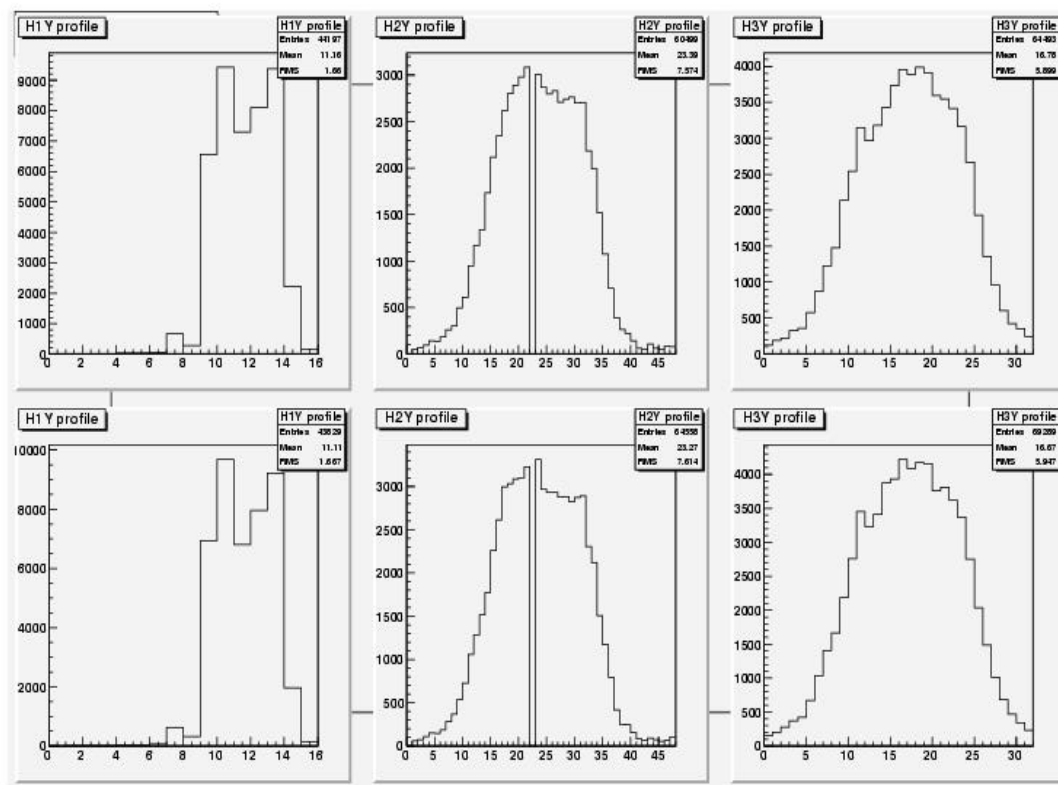 H1Y profile
H1Y profile
Entries 44197
Mean 11.16
RMS 1.66
9000
8000
7000
6000
5000
4000
3000
2000
1000
0
0 2 4 6 8 10 12 14 16
H2Y profile
H2Y profile
Entries 60499
Mean 23.39
RMS 7.574
3000
2500
2000
1500
1000
500
0
0 5 10 15 20 25 30 35 40 45
H3Y profile
H3Y profile
Entries 64493
Mean 16.78
RMS 5.899
4000
3500
3000
2500
2000
1500
1000
500
0
0 5 10 15 20 25 30
H1Y profile
H1Y profile
Entries 43829
Mean 11.11
RMS 1.667
10000
8000
6000
4000
2000
0
0 2 4 6 8 10 12 14 16
H2Y profile
H2Y profile
Entries
Mean 23.27
RMS 7.614
3000
2500
2000
1500
1000
500
0
0 5 10 15 20 25 30 35 40 45
H3Y profile
H3Y profile
Entries 69289
Mean 16.67
RMS 5.947
4000
3500
3000
2500
2000
1500
1000
500
0
0 5 10 15 20 25 30